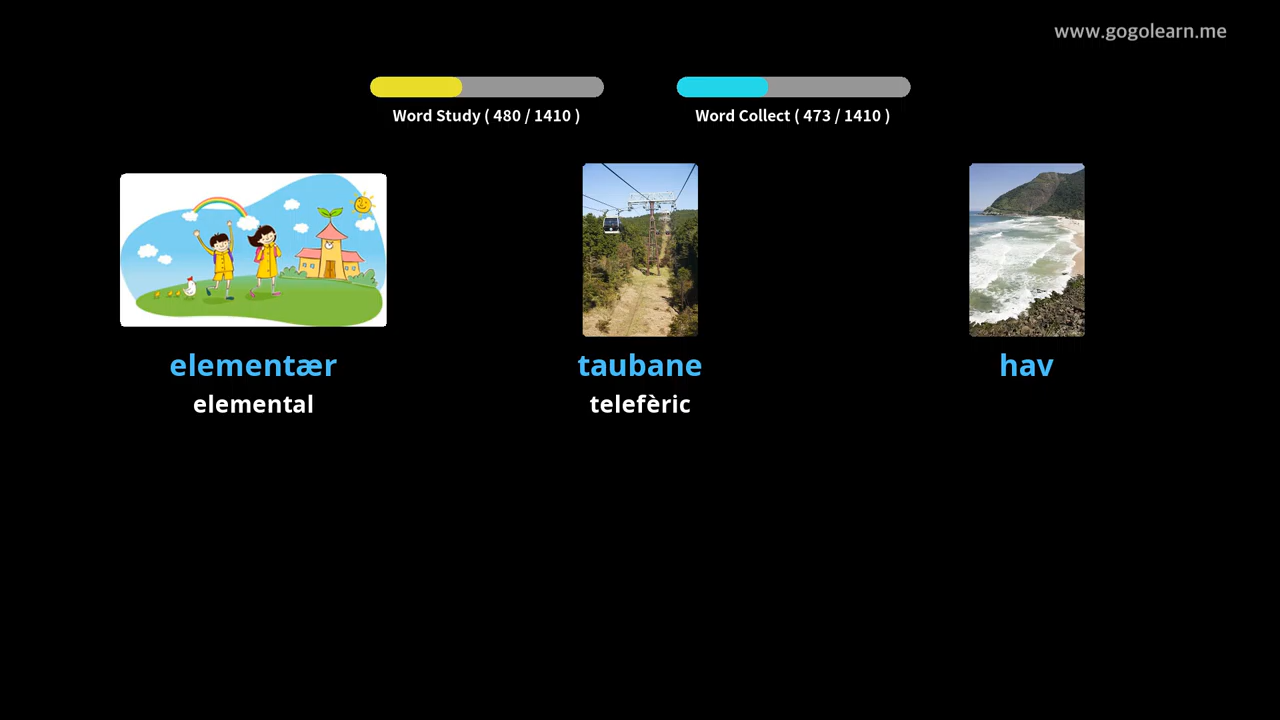 www.gogolearn.me
Word Study ( 480 / 1410 )
Word Collect ( 473 / 1410 )
elementær
elemental
taubane
telefèric
hav